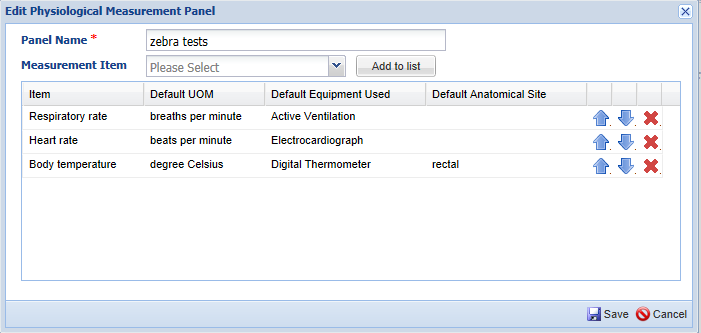 Edit Physiological Measurement Panel
Panel Name * zebra tests
Measurement Item Please Select Add to list
Item Default UOM Default Equipment Used Default Anatomical Site
Respiratory rate breaths per minute Active Ventilation
Heart rate beats per minute Electrocardiograph
Body temperature degree Celsius Digital Thermometer rectal
Save Cancel